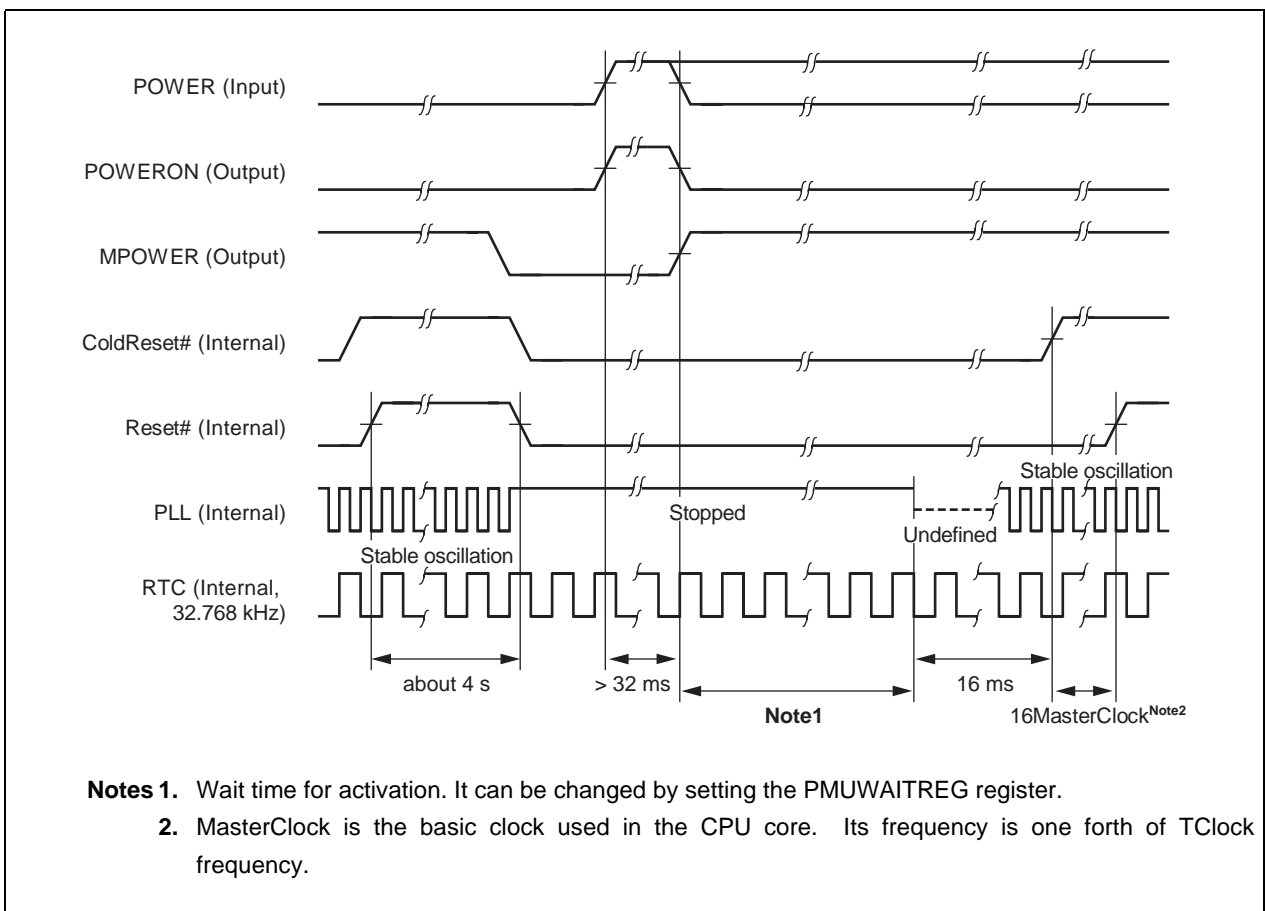 POWER (Input)
POWERON (Output)
MPOWER (Output)
ColdReset# (Internal)
Reset# (Internal)
Stable oscillation
PLL (Internal)
Stopped
Undefined
Stable oscillation
RTC (Internal,
32.768 kHz)
about 4 s
> 32 ms
16 ms
Note1
16MasterClockNote2
Notes 1. Wait time for activation. It can be changed by setting the PMUWAITREG register.
2. MasterClock is the basic clock used in the CPU core. Its frequency is one forth of TClock
frequency.